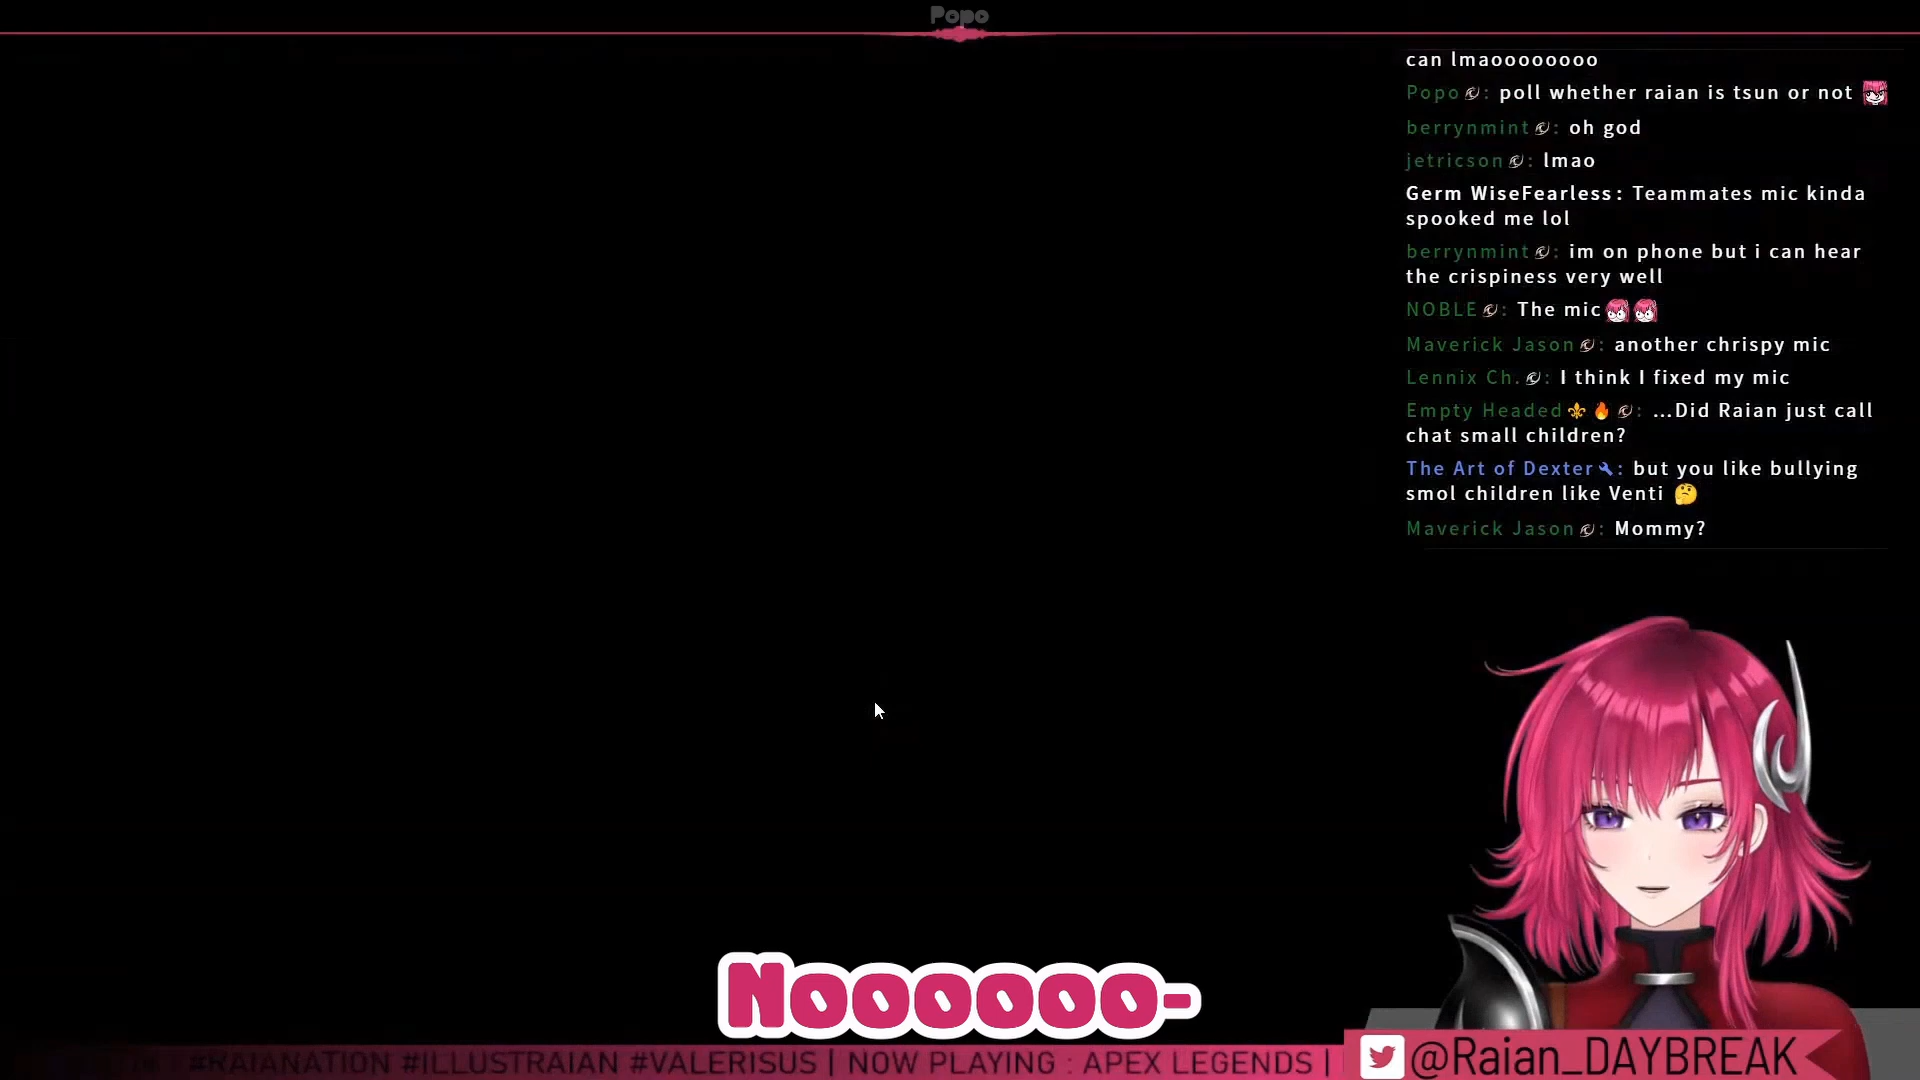 Popo
can lmaoooooooo
Popo: poll whether raian is tsun or not
berrynmint: oh god
jetricson: lmao
Germ WiseFearless: Teammates mic kinda
spooked me lol
berrynmint: im on phone but i can hear
the crispiness very well
NOBLE: The mic
Maverick Jason: another chrispy mic
Lennix Ch.: I think I fixed my mic
Empty Headed⚜🔥: ...Did Raian just call
chat small children?
The Art of Dexter: but you like bullying
smol children like Venti 🤔
Maverick Jason: Mommy?
Noooooo-
#RAIANATION #ILLUSTRAIAN #VALERISUS | NOW PLAYING : APEX LEGENDS |
@Raian_DAYBREAK